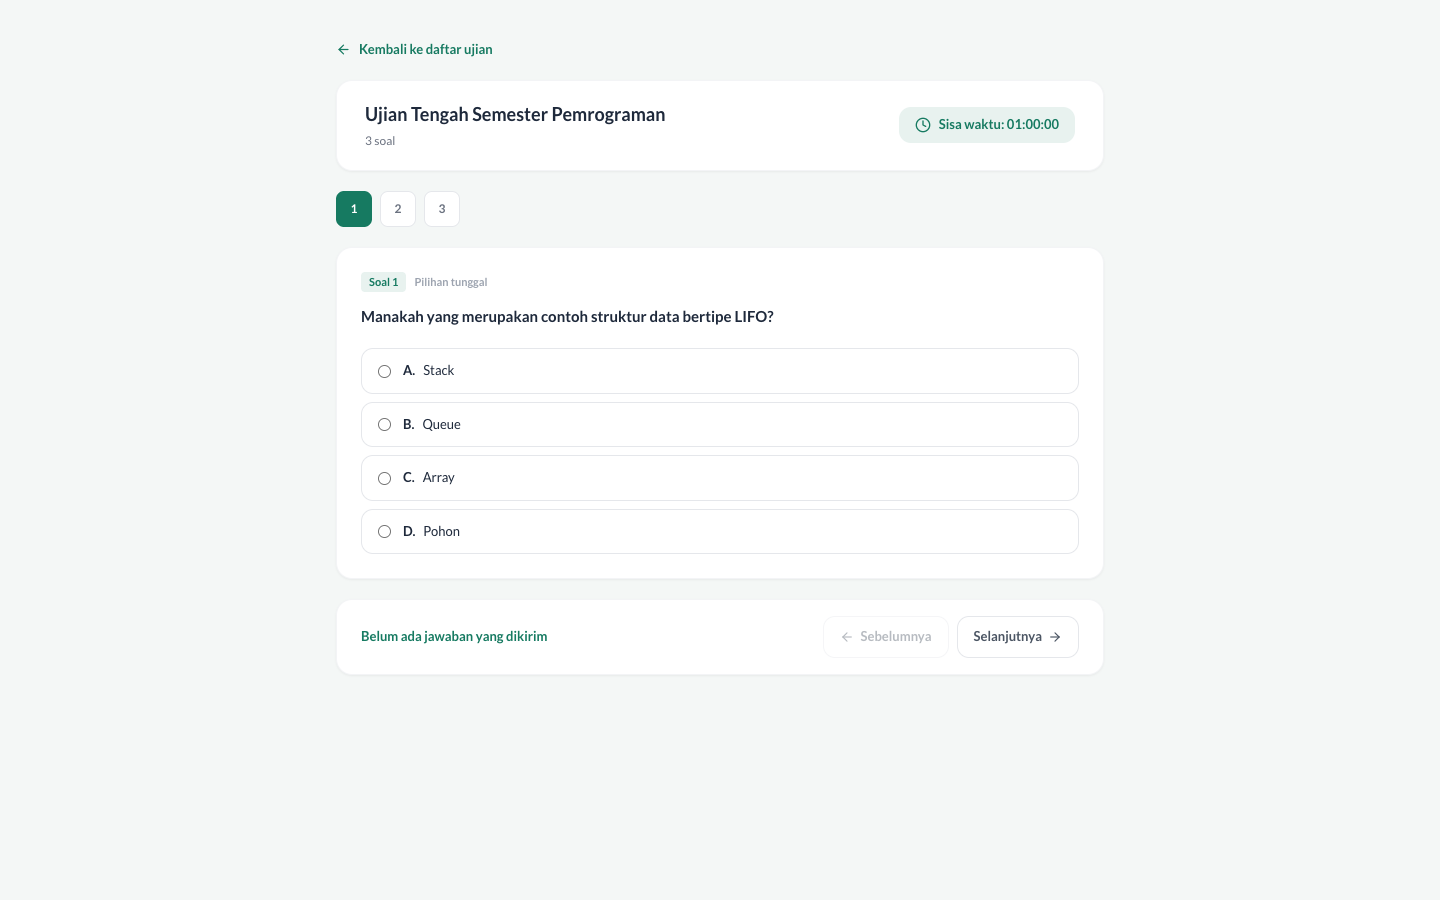 Kembali ke daftar ujian
Ujian Tengah Semester Pemrograman
3 soal
Sisa waktu: 01:00:00
1 2 3
Soal 1 Pilihan tunggal
Manakah yang merupakan contoh struktur data bertipe LIFO?
A. Stack
B. Queue
C. Array
D. Pohon
Belum ada jawaban yang dikirim
Sebelumnya
Selanjutnya